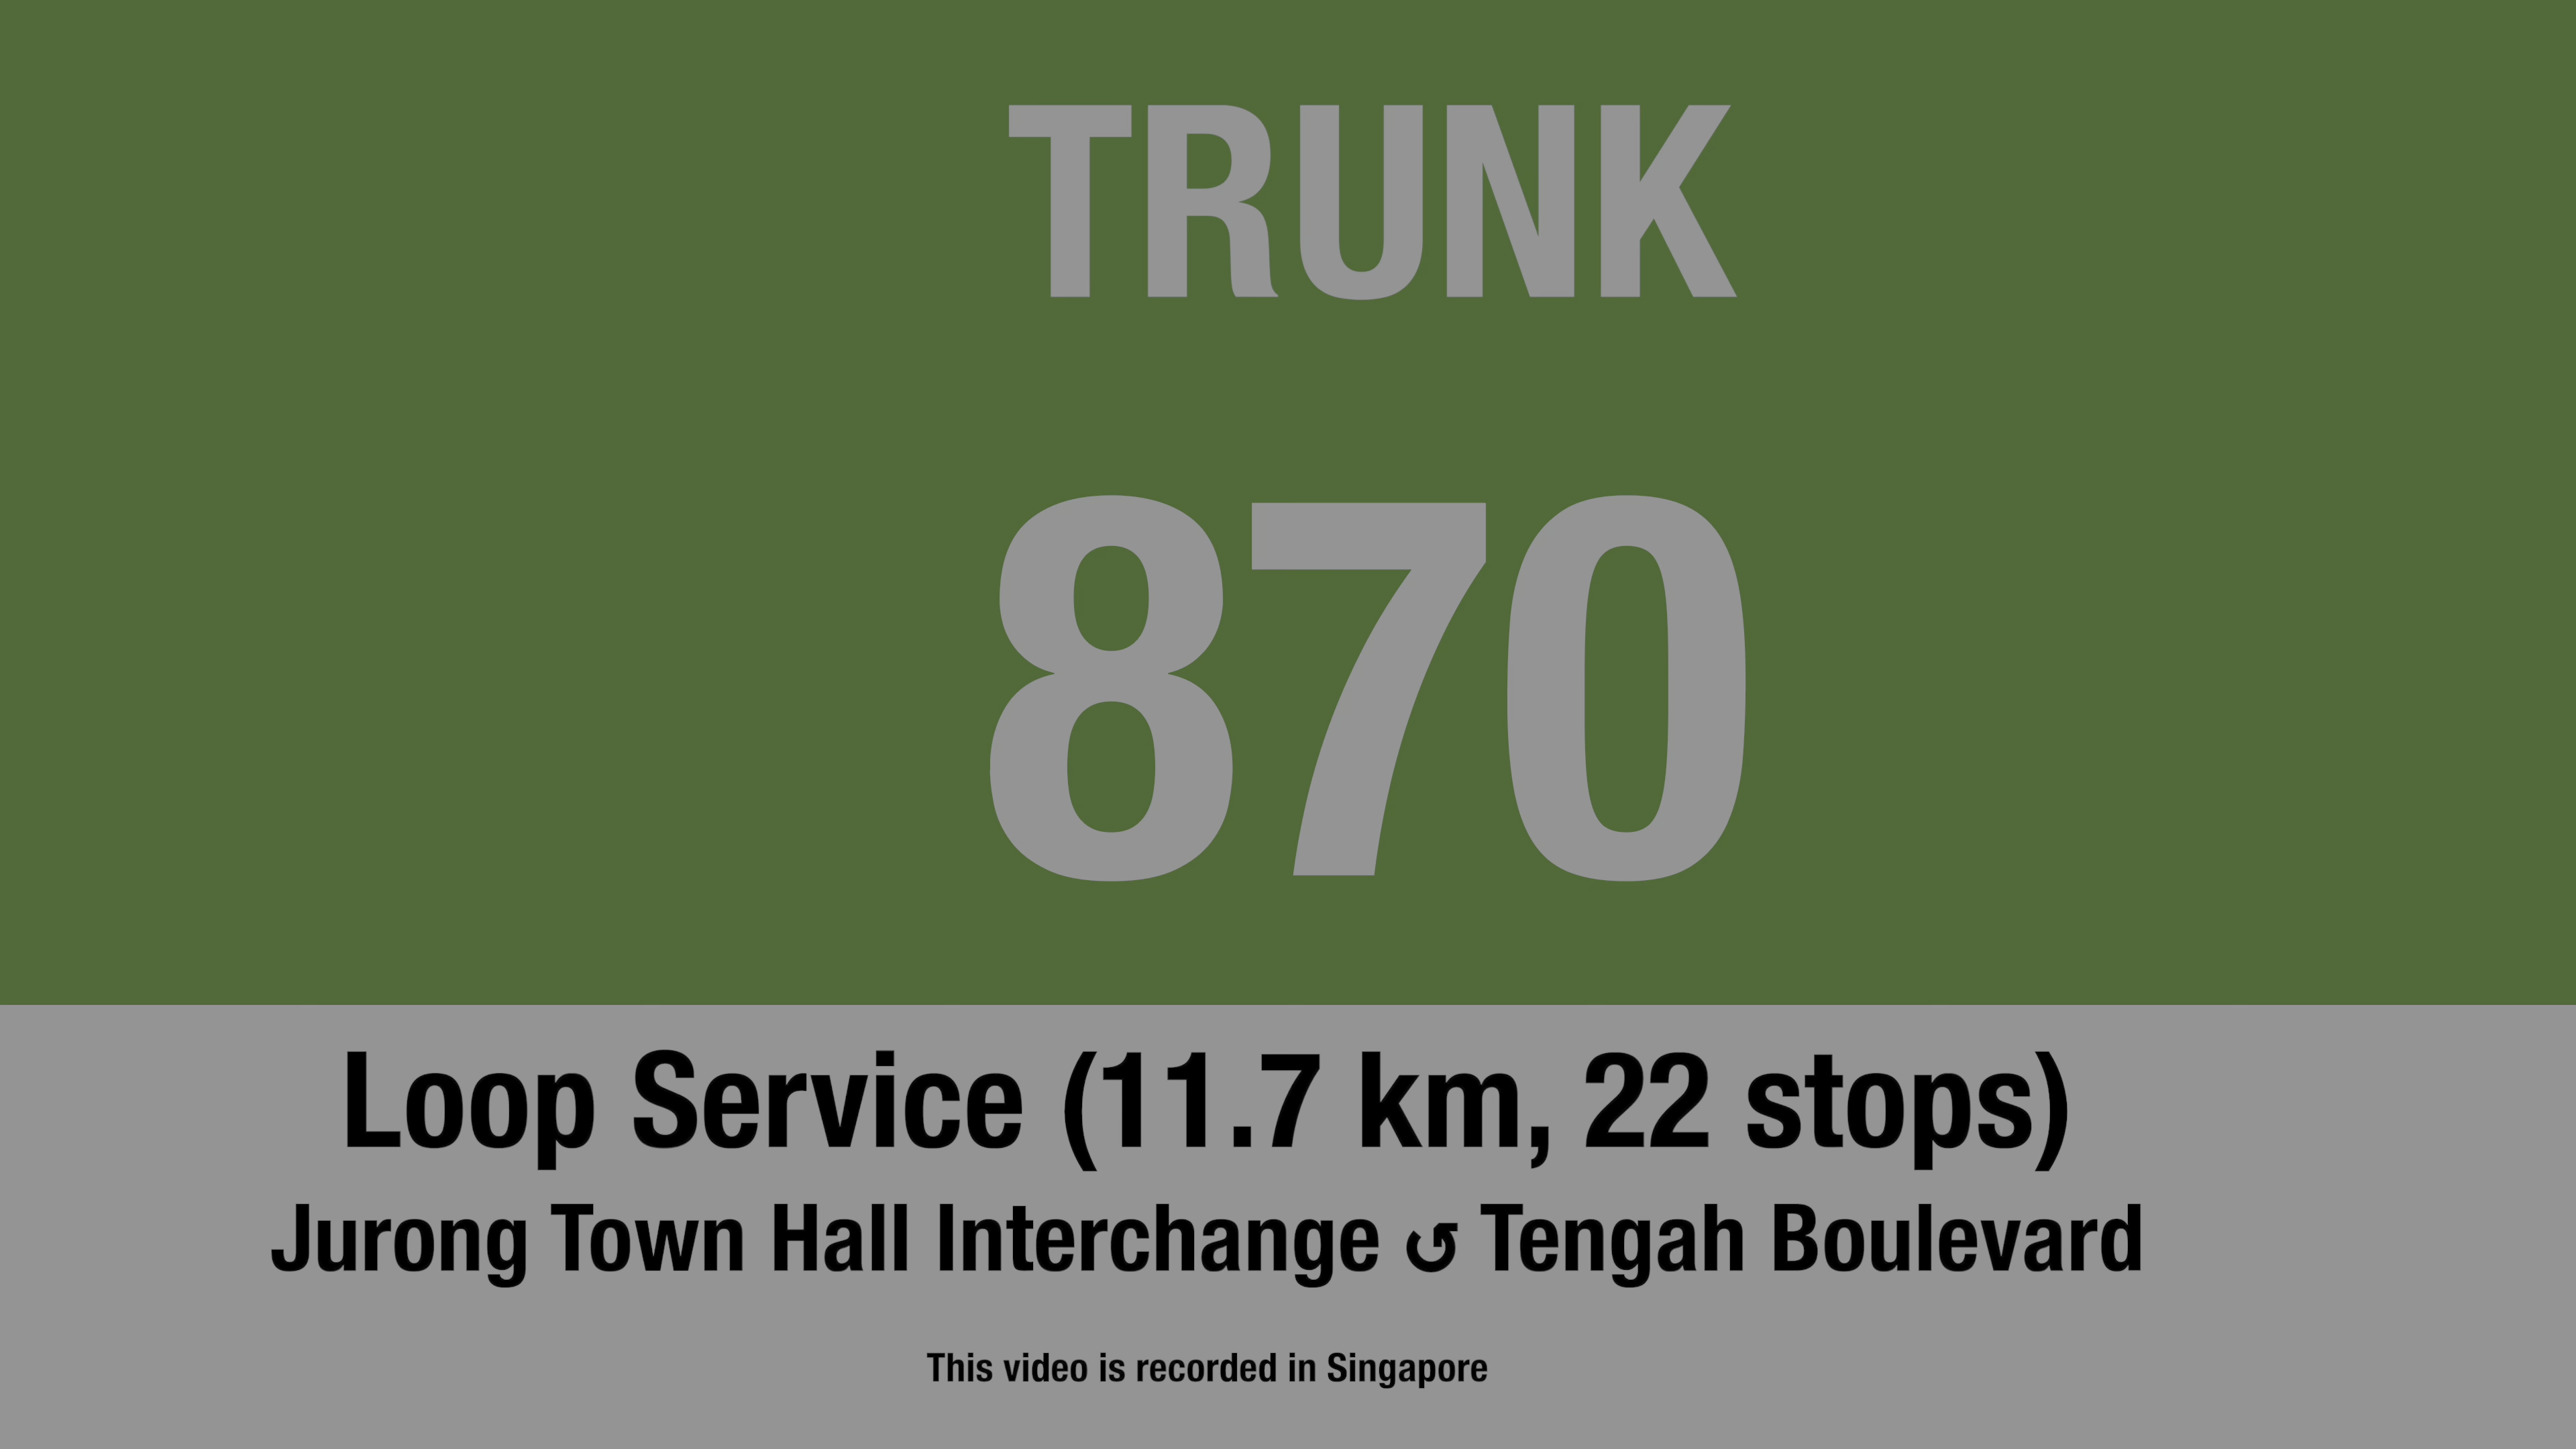 TRUNK
870
Loop Service (11.7 km, 22 stops)
Jurong Town Hall Interchange ↺ Tengah Boulevard
This video is recorded in Singapore